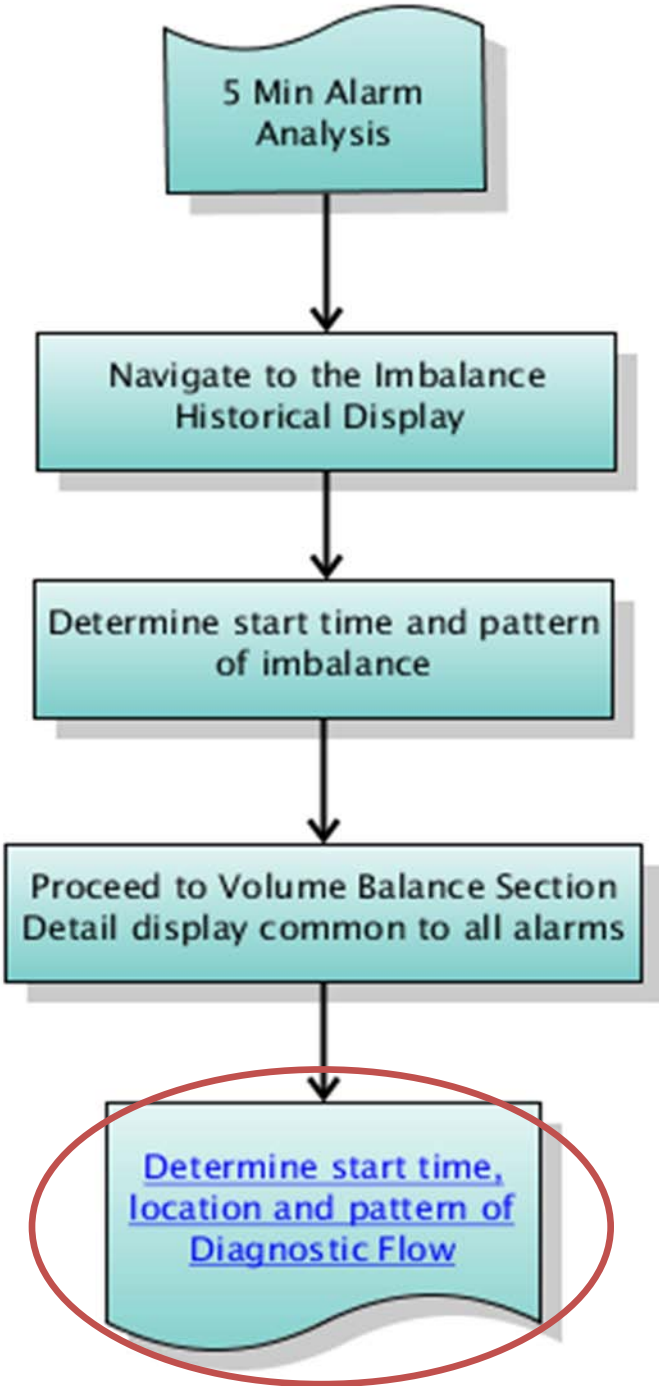 5 Min Alarm
Analysis
Navigate to the Imbalance
Historical Display
Determine start time and pattern
of imbalance
Proceed to Volume Balance Section
Detail display common to all alarms
Determine start time,
location and pattern of
Diagnostic Flow